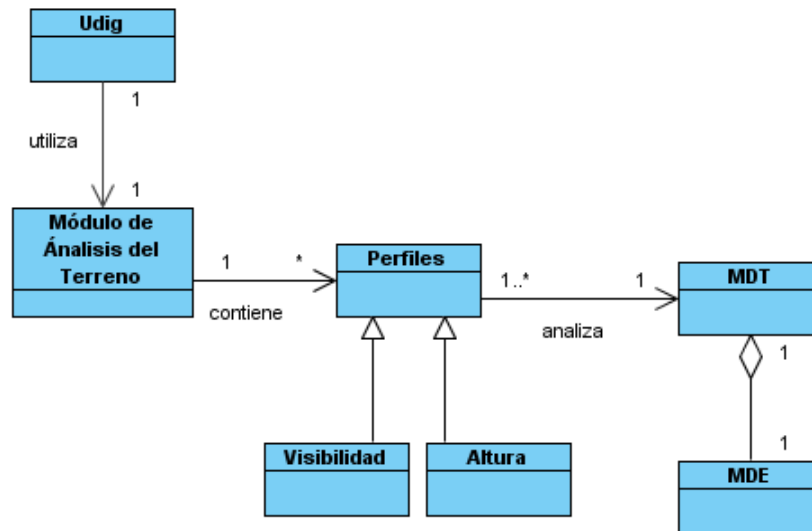 Udig
1
utiliza
1
Módulo de
Ánalisis del
Terreno
1
*
contiene
Perfiles
1..*
1
analiza
MDT
1
1
Visibilidad
Altura
MDE